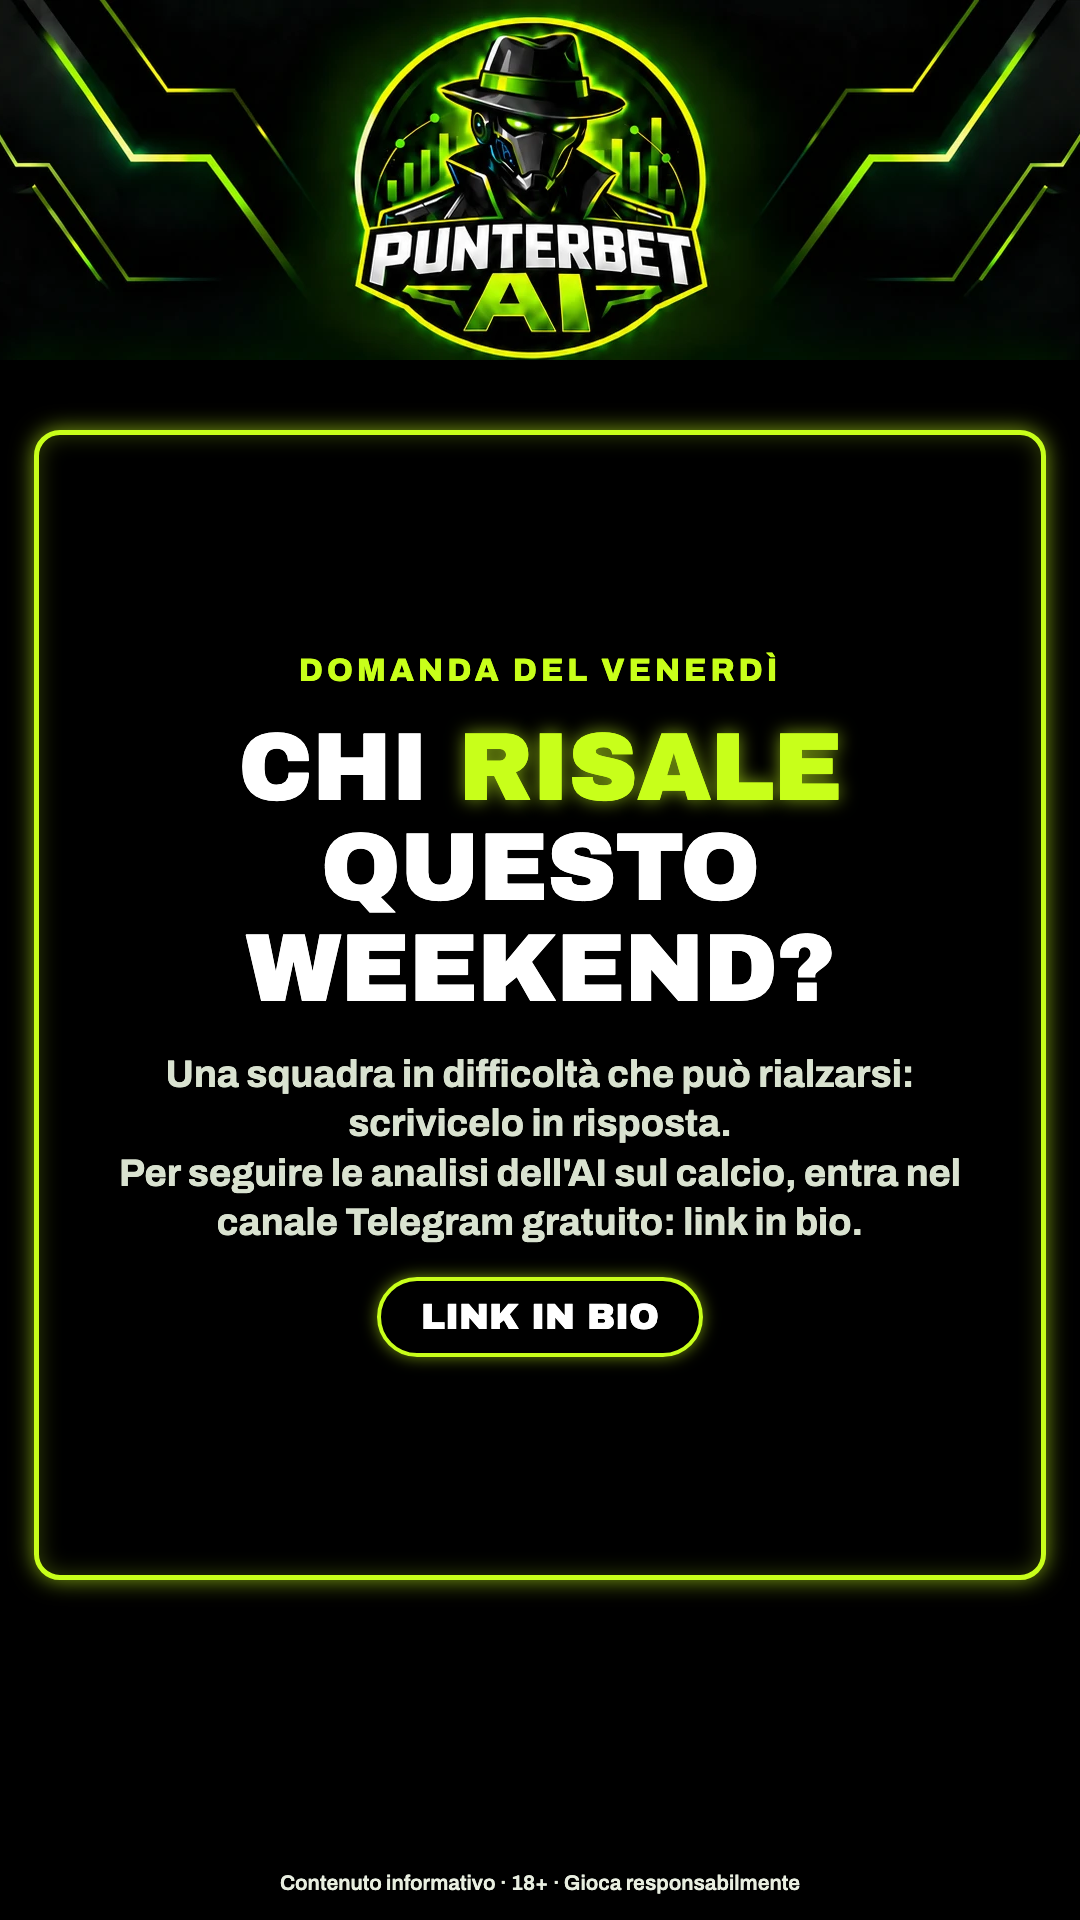 PUNTERBET
AI
DOMANDA DEL VENERDÌ
CHI RISALE
QUESTO
WEEKEND?
Una squadra in difficoltà che può rialzarsi:
scrivicelo in risposta.
Per seguire le analisi dell'AI sul calcio, entra nel
canale Telegram gratuito: link in bio.
LINK IN BIO
Contenuto informativo · 18+ · Gioca responsabilmente